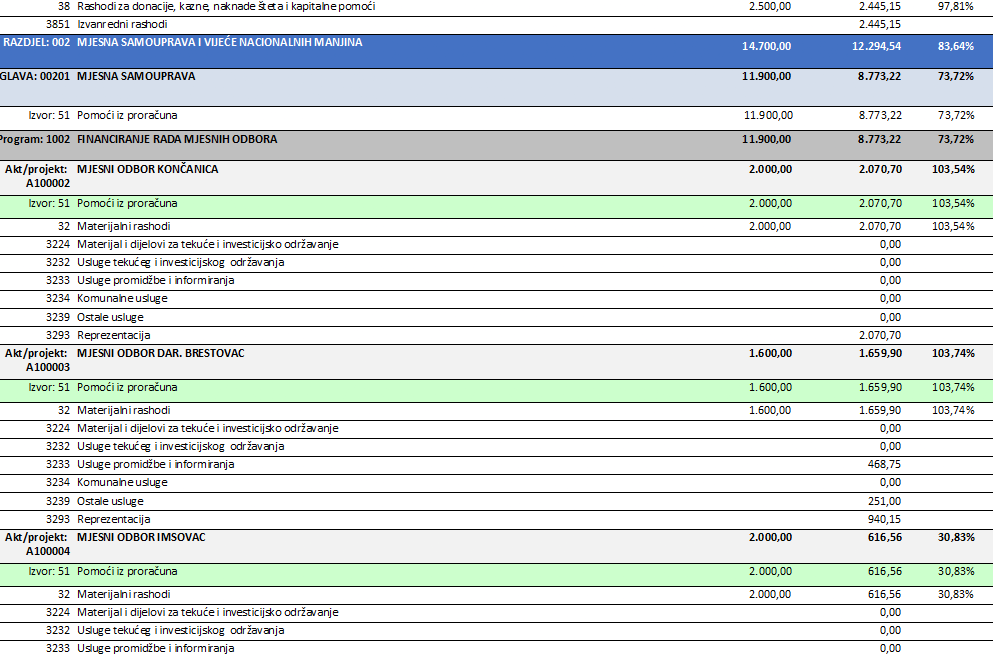 38 Rashodi za donacije, kazne, naknade šteta i kapitalne pomoći 2.500,00 2.445,15 97,81%
3851 Izvanredni rashodi 2.445,15
RAZDJEL: 002 MJESNA SAMOUPRAVA I VIJEĆE NACIONALNIH MANJINA 14.700,00 12.294,54 83,64%
GLAVA: 00201 MJESNA SAMOUPRAVA 11.900,00 8.773,22 73,72%
Izvor: 51 Pomoći iz proračuna 11.900,00 8.773,22 73,72%
Program: 1002 FINANCIRANJE RADA MJESNIH ODBORA 11.900,00 8.773,22 73,72%
Akt/projekt: MJESNI ODBOR KONČANICA 2.000,00 2.070,70 103,54%
A100002
Izvor: 51 Pomoći iz proračuna 2.000,00 2.070,70 103,54%
32 Materijalni rashodi 2.000,00 2.070,70 103,54%
3224 Materijal i dijelovi za tekuće i investicijsko održavanje 0,00
3232 Usluge tekućeg i investicijskog održavanja 0,00
3233 Usluge promidžbe i informiranja 0,00
3234 Komunalne usluge 0,00
3239 Ostale usluge 0,00
3293 Reprezentacija 2.070,70
Akt/projekt: MJESNI ODBOR DAR. BRESTOVAC 1.600,00 1.659,90 103,74%
A100003
Izvor: 51 Pomoći iz proračuna 1.600,00 1.659,90 103,74%
32 Materijalni rashodi 1.600,00 1.659,90 103,74%
3224 Materijal i dijelovi za tekuće i investicijsko održavanje 0,00
3232 Usluge tekućeg i investicijskog održavanja 0,00
3233 Usluge promidžbe i informiranja 468,75
3234 Komunalne usluge 0,00
3239 Ostale usluge 251,00
3293 Reprezentacija 940,15
Akt/projekt: MJESNI ODBOR IMSOVAC 2.000,00 616,56 30,83%
A100004
Izvor: 51 Pomoći iz proračuna 2.000,00 616,56 30,83%
32 Materijalni rashodi 2.000,00 616,56 30,83%
3224 Materijal i dijelovi za tekuće i investicijsko održavanje 0,00
3232 Usluge tekućeg i investicijskog održavanja 0,00
3233 Usluge promidžbe i informiranja 0,00